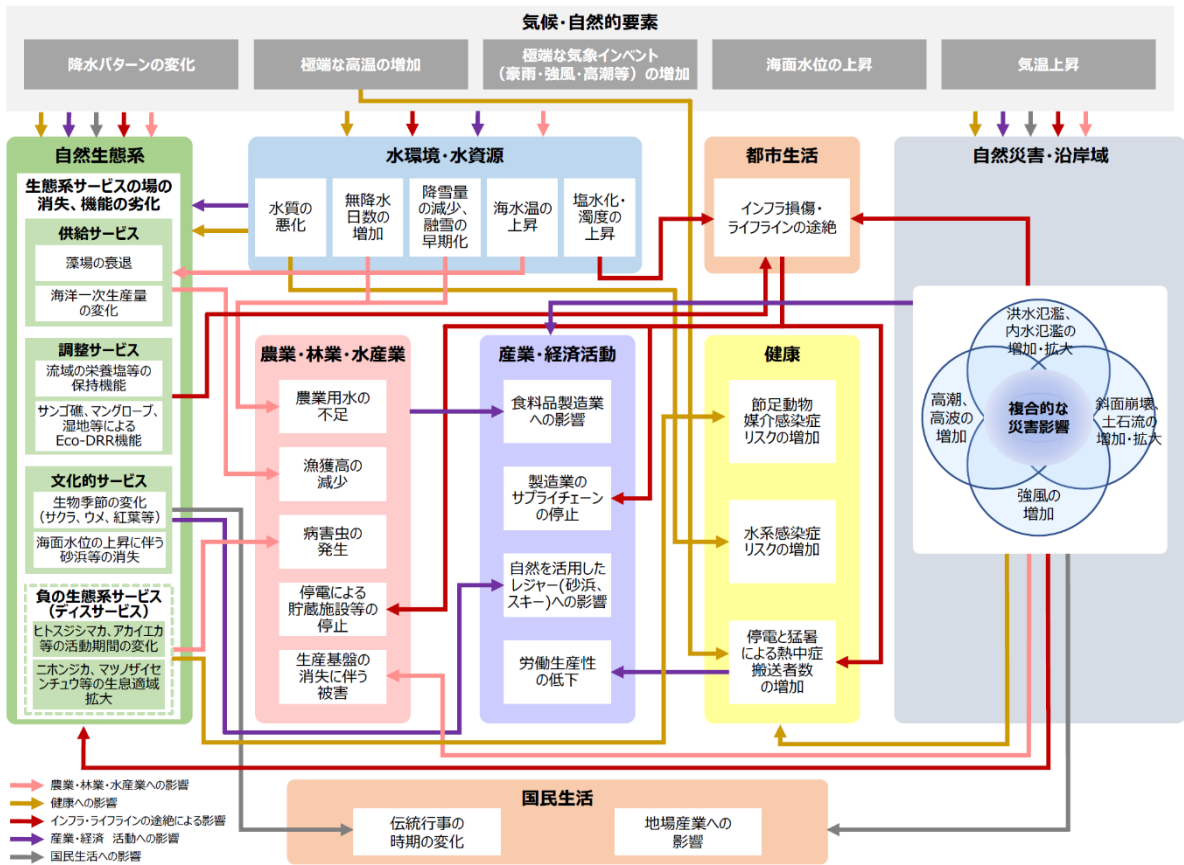 気候・自然的要素
降水パターンの変化
極端な高温の増加
極端な気象インベント
（豪雨・強風・高潮等）の増加
海面水位の上昇
気温上昇
自然生態系
生態系サービスの場の
消失、機能の劣化
供給サービス
藻場の衰退
海洋一次生産量
の変化
調整サービス
流域の栄養塩等の
保持機能
サンゴ礁、マングローブ、
湿地等による
Eco-DRR機能
文化的サービス
生物季節の変化
（サクラ、ウメ、紅葉等）
海面水位の上昇に伴う
砂浜等の消失
負の生態系サービス
（ディスサービス）
ヒトスジシマカ、アカイエカ
等の活動期間の変化
ニホンジカ、マツノザイセ
ンチュウ等の生息適域
拡大
水環境・水資源
水質の
悪化
無降水
日数の
増加
降雪量
の減少、
融雪の
早期化
海水温の
上昇
塩水化・
濁度の
上昇
都市生活
インフラ損傷・
ライフラインの途絶
自然災害・沿岸域
洪水氾濫、
内水氾濫の
増加・拡大
高潮、
高波の
増加
複合的な
災害影響
斜面崩壊、
土石流の
増加・拡大
強風の
増加
農業・林業・水産業
農業用水の
不足
漁獲高の
減少
病害虫の
発生
停電による
貯蔵施設等の
停止
生産基盤の
消失に伴う
被害
産業・経済活動
食料品製造業
への影響
製造業の
サプライチェーン
の停止
自然を活用した
レジャー(砂浜、
スキー)への影響
労働生産性
の低下
健康
節足動物
媒介感染症
リスクの増加
水系感染症
リスクの増加
停電と猛暑
による熱中症
搬送者数
の増加
農業・林業・水産業への影響
健康への影響
インフラ・ライフラインの途絶による影響
産業・経済 活動への影響
国民生活への影響
国民生活
伝統行事の
時期の変化
地場産業への
影響